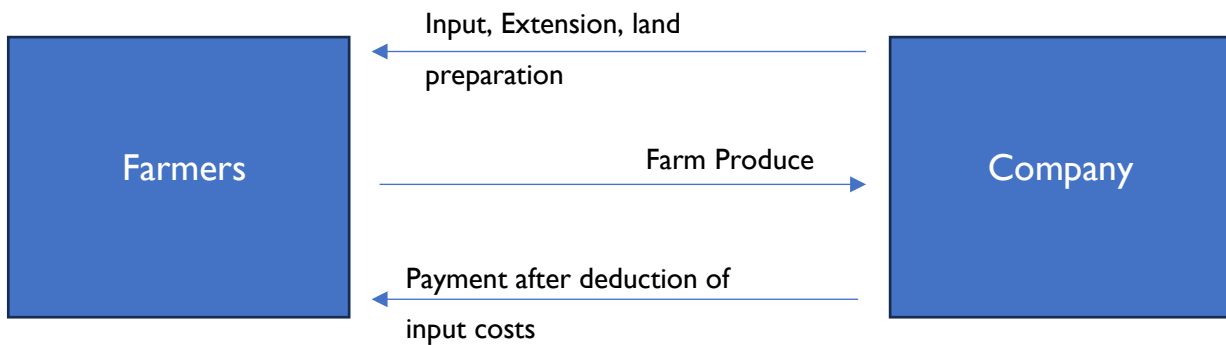 Input, Extension, land
preparation
Farmers
Farm Produce
Company
Payment after deduction of
input costs